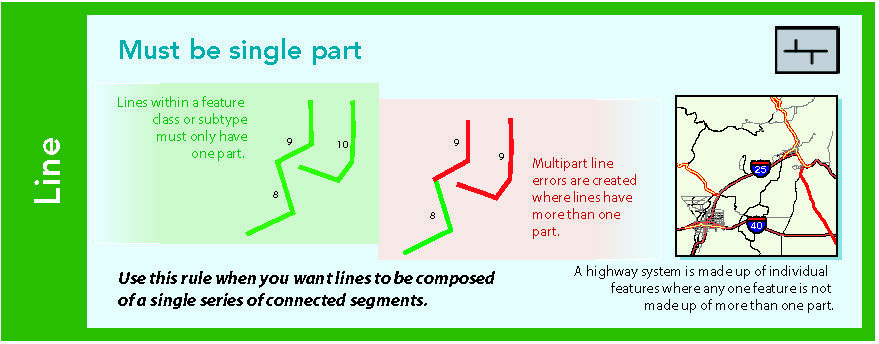 Line
Must be single part
Lines within a feature
class or subtype
must only have
one part.
9
10
8
9
9
8
Multipart line
errors are created
where lines have
more than one
part.
25
40
Use this rule when you want lines to be composed
of a single series of connected segments.
A highway system is made up of individual
features where any one feature is not
made up of more than one part.